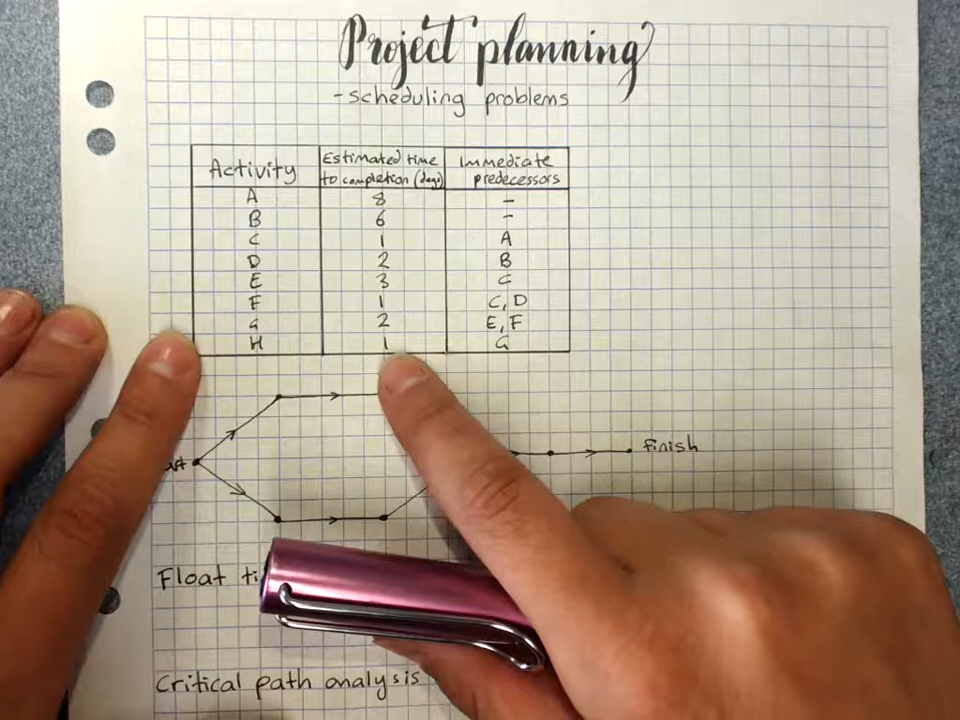 Project planning
-scheduling problems
Activity Estimated time to completion (days) Immediate predecessors
A 8 -
B 6 -
C 1 A
D 2 B
E 3 C
F 1 C, D
G 2 E, F
H 1 G
finish
Float
Critical path analysis